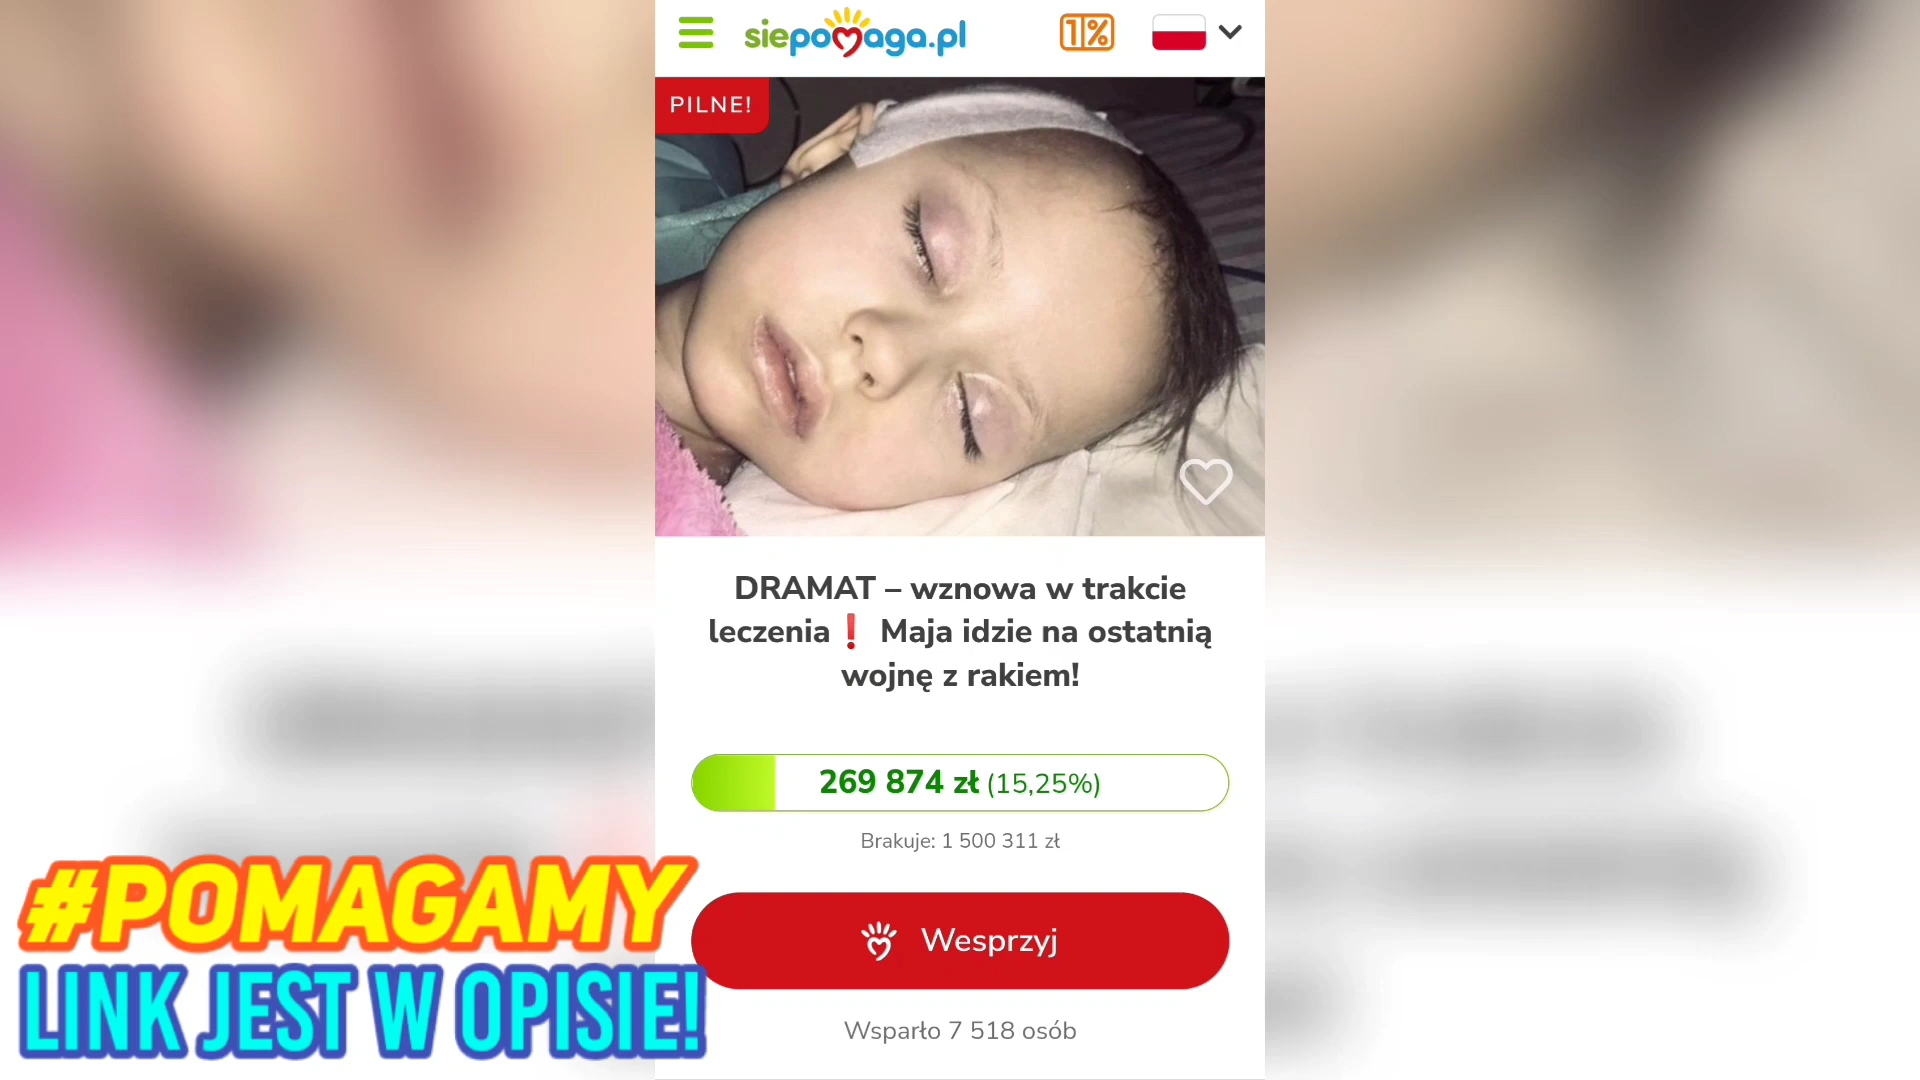 siepomaga.pl
1%
PILNE!
DRAMAT – wznowa w trakcie
leczenia❗ Maja idzie na ostatnią
wojnę z rakiem!
269 874 zł (15,25%)
Brakuje: 1 500 311 zł
Wesprzyj
Wsparło 7 518 osób
#POMAGAMY
LINK JEST W OPISIE!